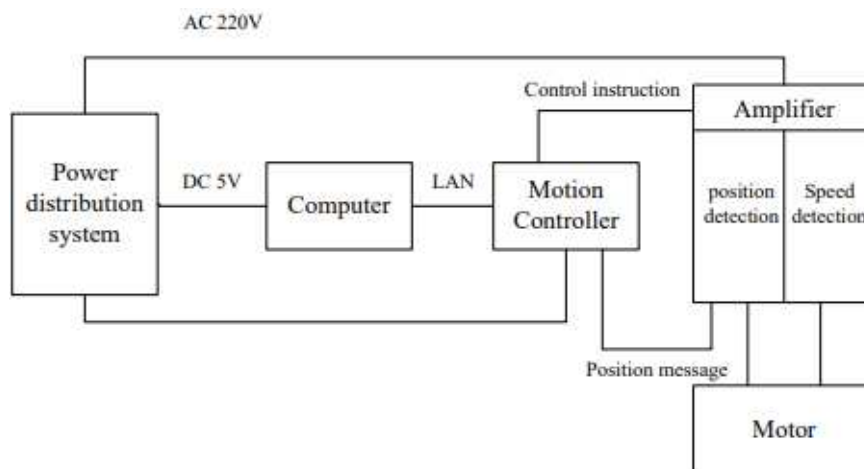 AC 220V
Control instruction
Amplifier
Power
distribution
system
DC 5V
Computer
LAN
Motion
Controller
position
detection
Speed
detection
Position message
Motor